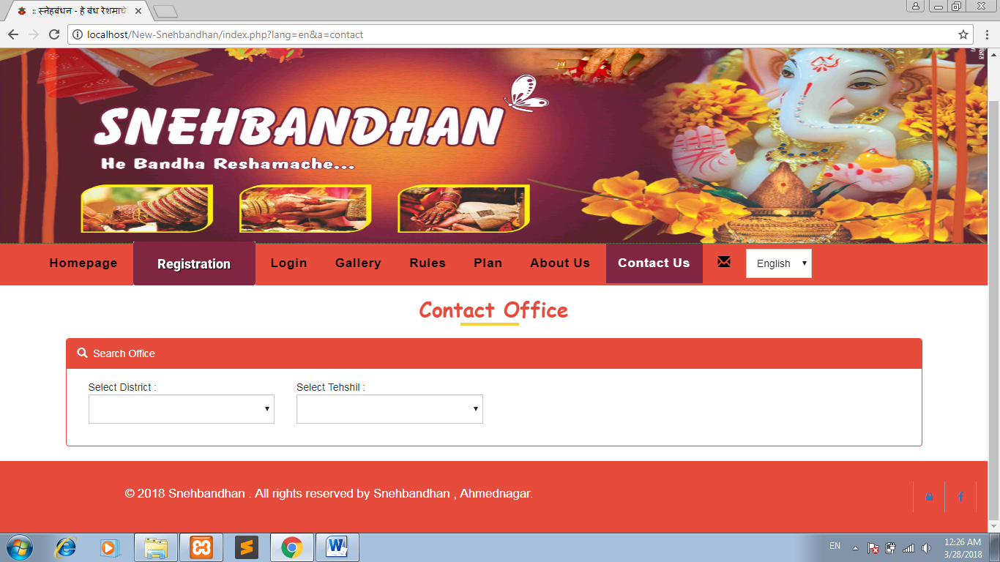 :: स्नेहबंधन - हे बंध रेशमाचे
localhost/New-Snehbandhan/index.php?lang=en&a=contact
SNEHBANDHAN
He Bandha Reshamache...
Homepage Registration Login Gallery Rules Plan About Us Contact Us English
Contact Office
Search Office
Select District : Select Tehshil :
© 2018 Snehbandhan . All rights reserved by Snehbandhan , Ahmednagar.
EN
12:26 AM
3/28/2018